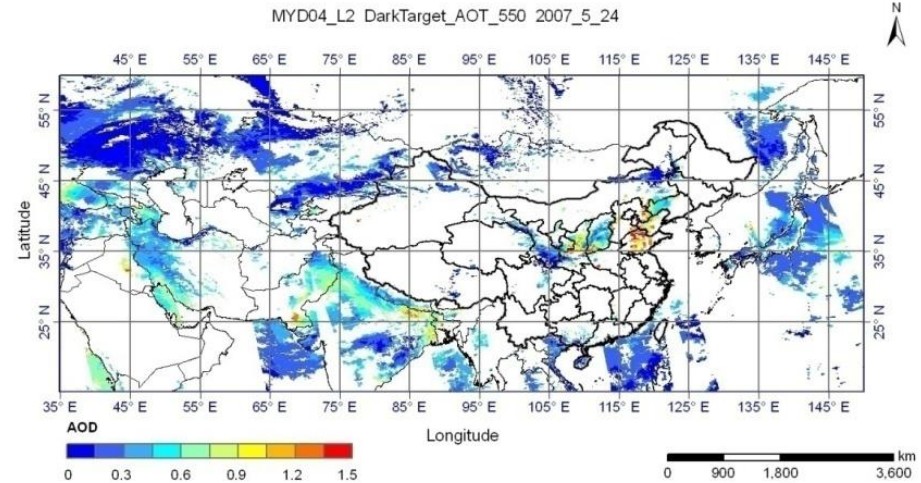 MYD04_L2 DarkTarget_AOT_550 2007_5_24
N
45° E 55° E 65° E 75° E 85° E 95° E 105° E 115° E 125° E 135° E 145° E
55° N 55° N
45° N 45° N
Latitude
35° N 35° N
25° N 25° N
35° E 45° E 55° E 65° E 75° E 85° E 95° E 105° E 115° E 125° E 135° E 145° E
AOD
Longitude
0 0.3 0.6 0.9 1.2 1.5
km
0 900 1,800 3,600